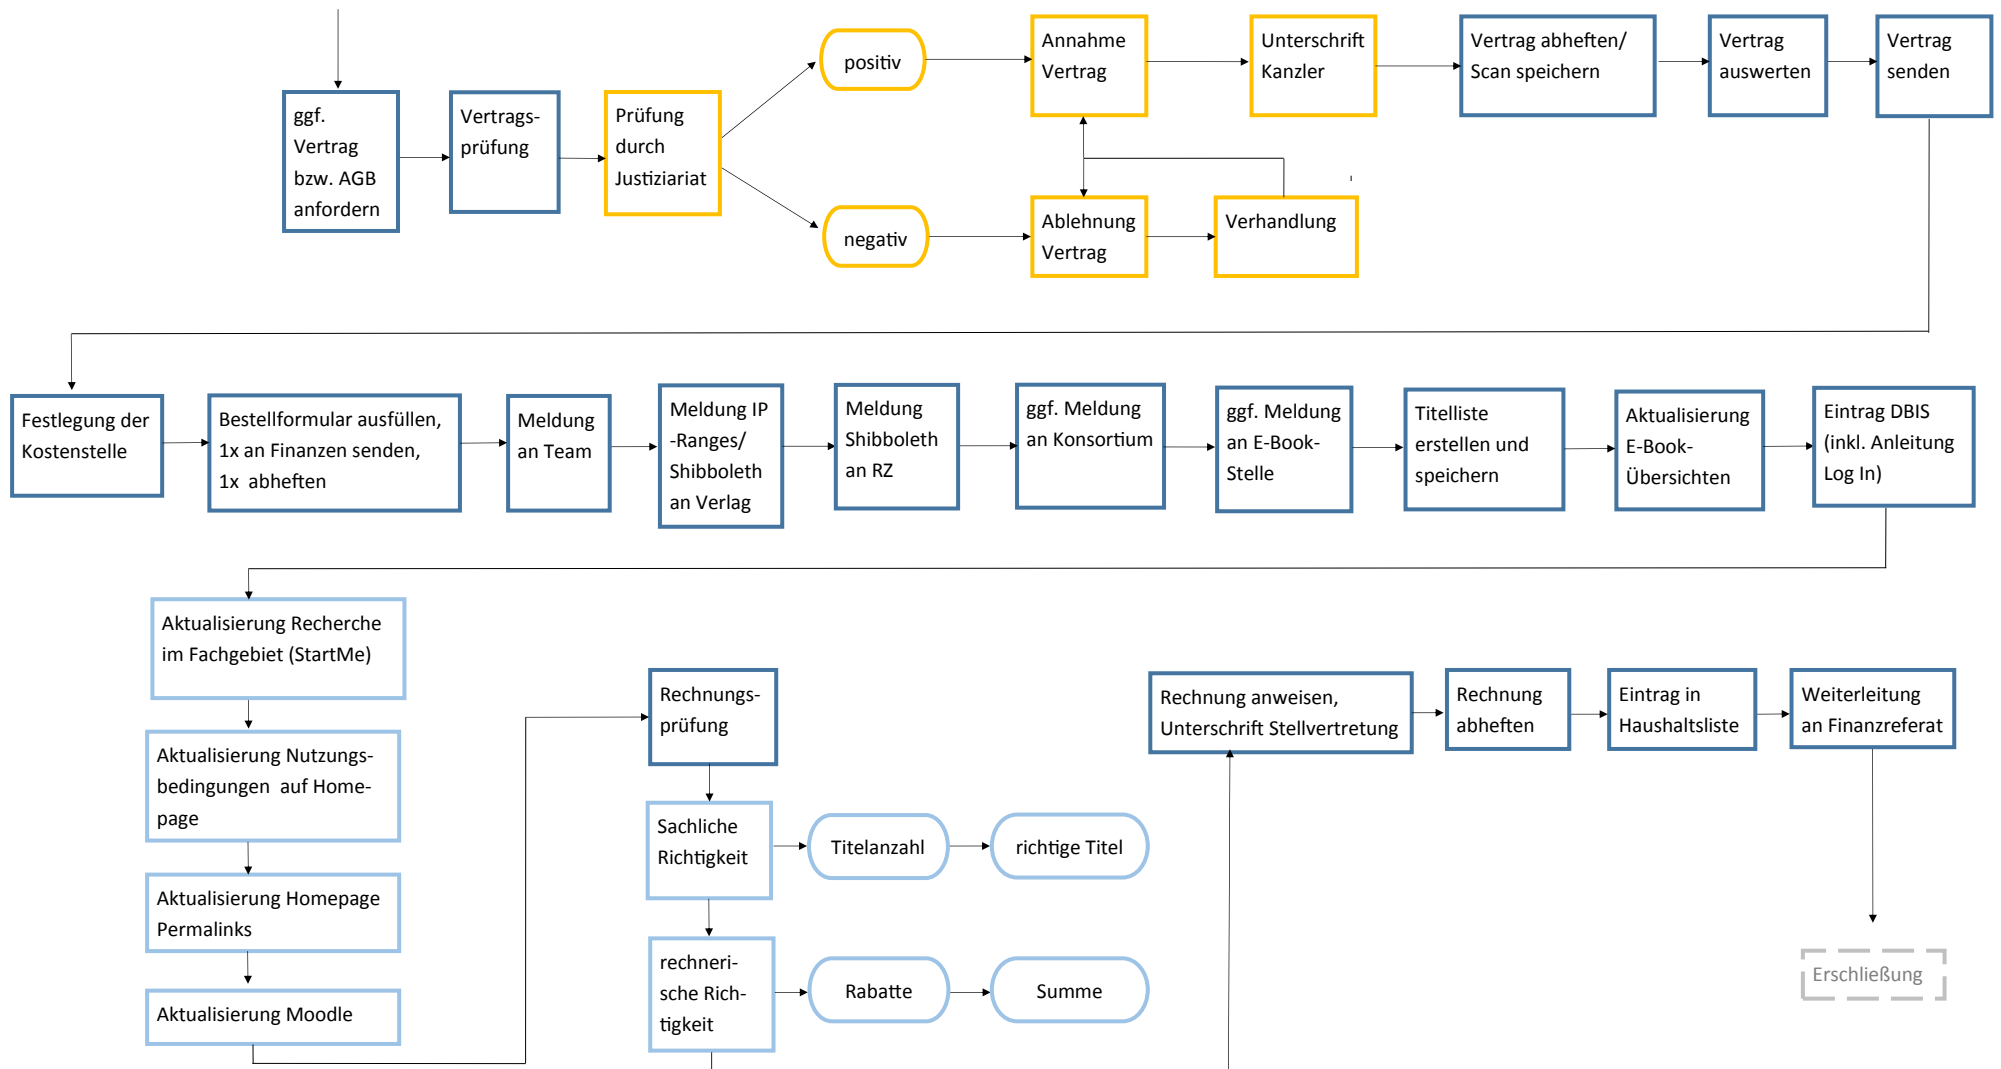 ggf.
Vertrag
bzw. AGB
anfordern
Vertrags-
prüfung
Prüfung
durch
Justiziariat
positiv
negativ
Annahme
Vertrag
Ablehnung
Vertrag
Verhandlung
Unterschrift
Kanzler
Vertrag abheften/
Scan speichern
Vertrag
auswerten
Vertrag
senden
Festlegung der
Kostenstelle
Bestellformular ausfüllen,
1x an Finanzen senden,
1x  abheften
Meldung
an Team
Meldung IP
-Ranges/
Shibboleth
an Verlag
Meldung
Shibboleth
an RZ
ggf. Meldung
an Konsortium
ggf. Meldung
an E-Book-
Stelle
Titelliste
erstellen und
speichern
Aktualisierung
E-Book-
Übersichten
Eintrag DBIS
(inkl. Anleitung
Log In)
Aktualisierung Recherche
im Fachgebiet (StartMe)
Aktualisierung Nutzungs-
bedingungen  auf Home-
page
Aktualisierung Homepage
Permalinks
Aktualisierung Moodle
Rechnungs-
prüfung
Sachliche
Richtigkeit
Titelanzahl
richtige Titel
rechneri-
sche Rich-
tigkeit
Rabatte
Summe
Rechnung anweisen,
Unterschrift Stellvertretung
Rechnung
abheften
Eintrag in
Haushaltsliste
Weiterleitung
an Finanzreferat
Erschließung